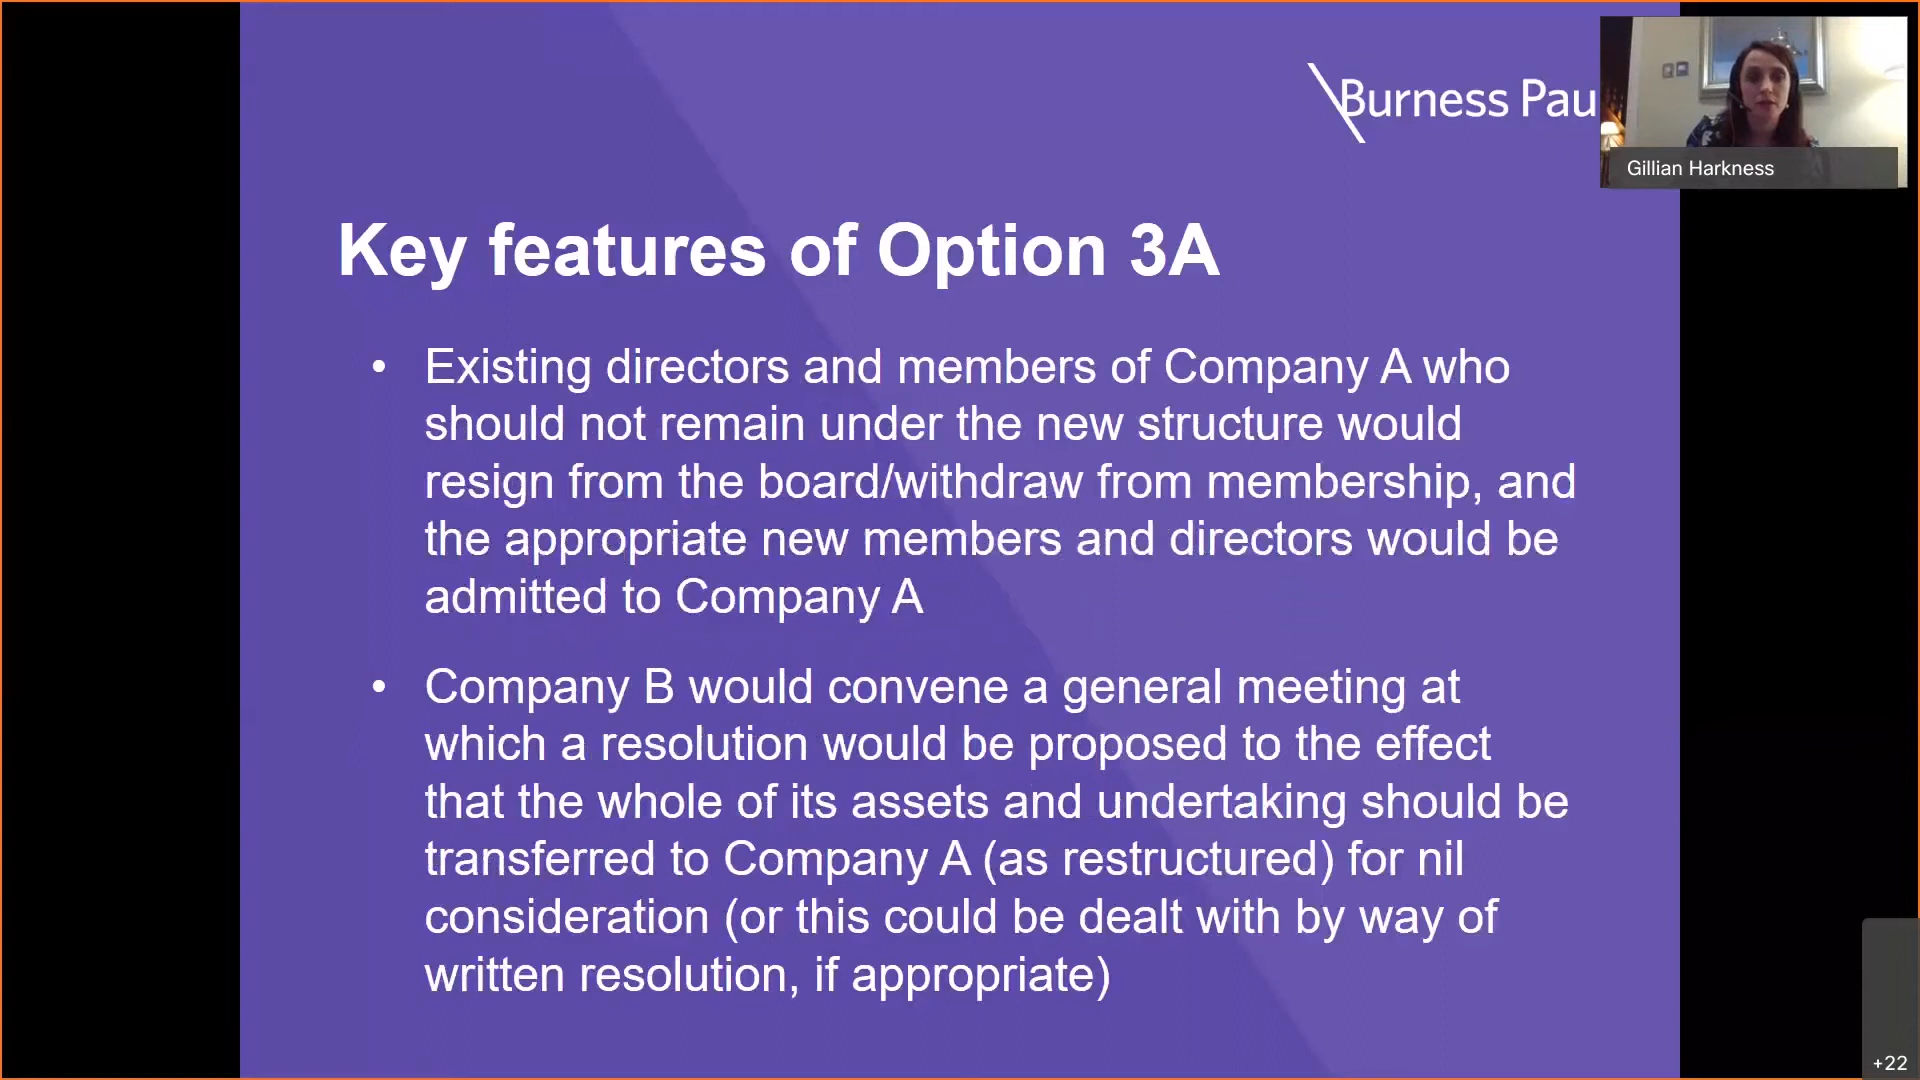 Burness Pau
Gillian Harkness
Key features of Option 3A
• Existing directors and members of Company A who
should not remain under the new structure would
resign from the board/withdraw from membership, and
the appropriate new members and directors would be
admitted to Company A
• Company B would convene a general meeting at
which a resolution would be proposed to the effect
that the whole of its assets and undertaking should be
transferred to Company A (as restructured) for nil
consideration (or this could be dealt with by way of
written resolution, if appropriate)
+22